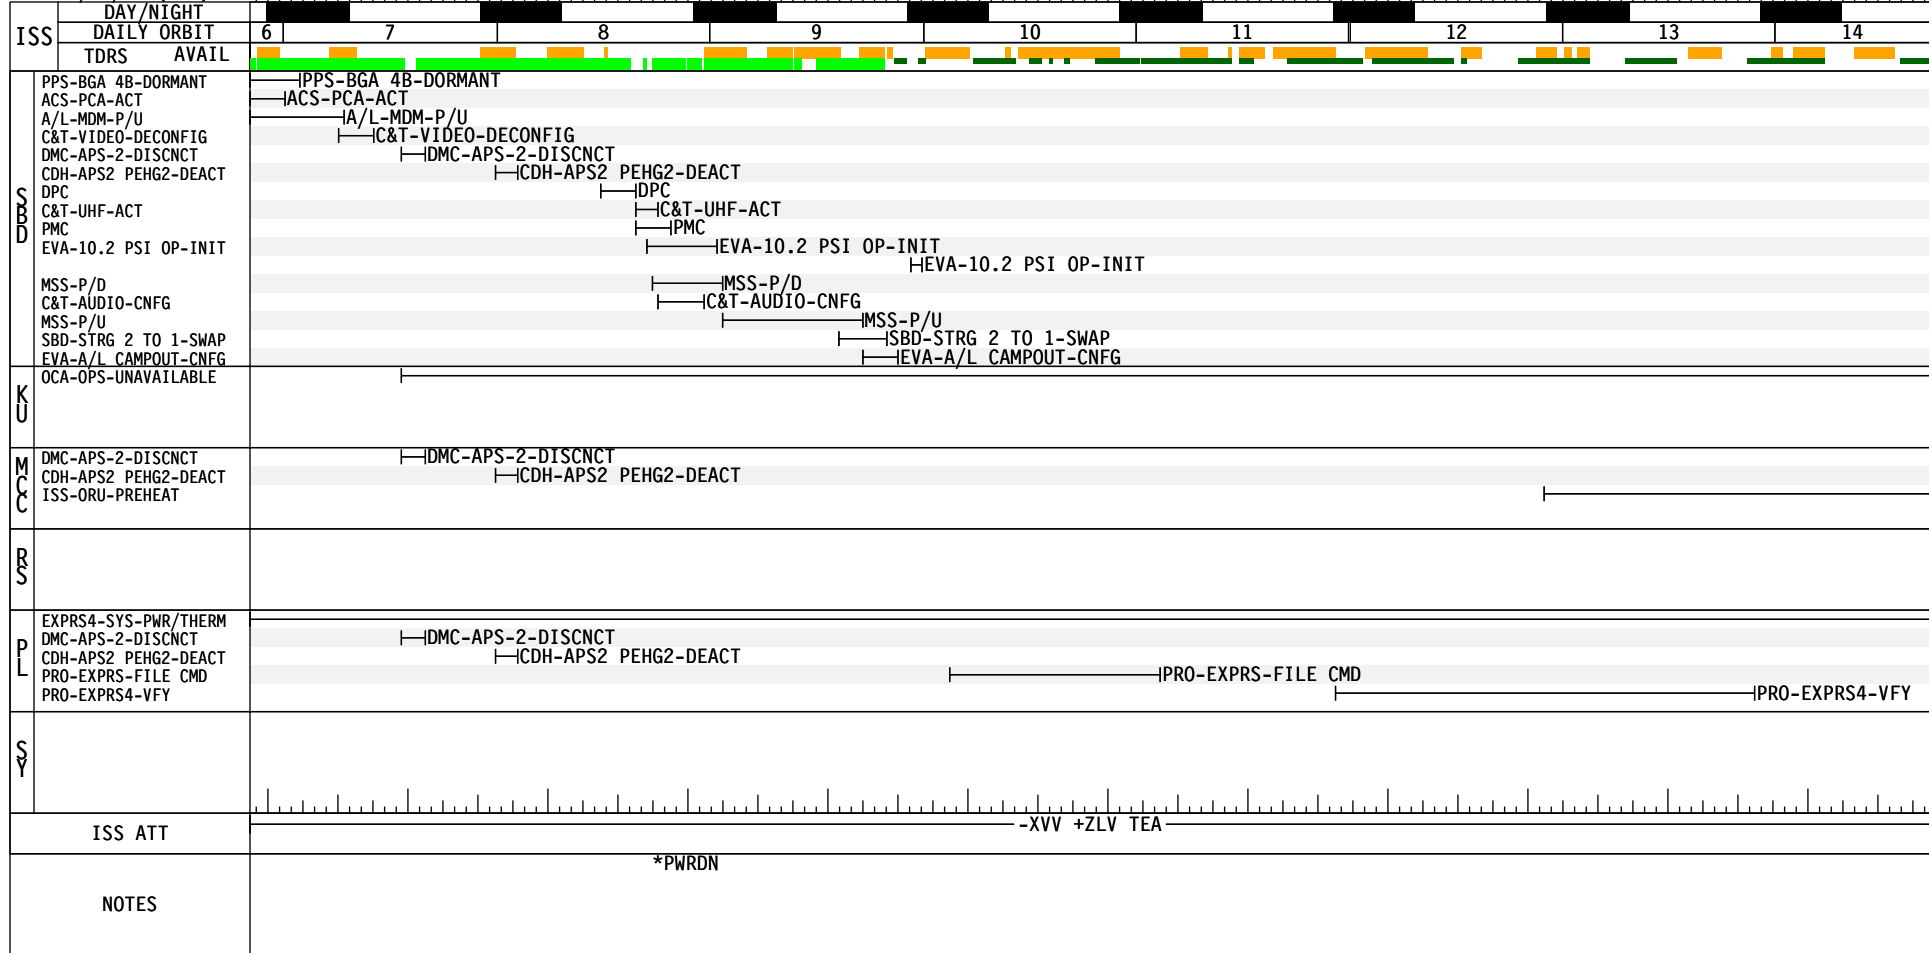 ISS DAY/NIGHT
DAILY ORBIT 6 7 8 9 10 11 12 13 14
TDRS AVAIL
SBD
PPS-BGA 4B-DORMANT PPS-BGA 4B-DORMANT
ACS-PCA-ACT ACS-PCA-ACT
A/L-MDM-P/U A/L-MDM-P/U
C&T-VIDEO-DECONFIG C&T-VIDEO-DECONFIG
DMC-APS-2-DISCNCT DMC-APS-2-DISCNCT
CDH-APS2 PEHG2-DEACT CDH-APS2 PEHG2-DEACT
DPC DPC
C&T-UHF-ACT C&T-UHF-ACT
PMC PMC
EVA-10.2 PSI OP-INIT EVA-10.2 PSI OP-INIT
EVA-10.2 PSI OP-INIT
MSS-P/D MSS-P/D
C&T-AUDIO-CNFG C&T-AUDIO-CNFG
MSS-P/U MSS-P/U
SBD-STRG 2 TO 1-SWAP SBD-STRG 2 TO 1-SWAP
EVA-A/L CAMPOUT-CNFG EVA-A/L CAMPOUT-CNFG
KU
OCA-OPS-UNAVAILABLE
MCC
DMC-APS-2-DISCNCT DMC-APS-2-DISCNCT
CDH-APS2 PEHG2-DEACT CDH-APS2 PEHG2-DEACT
ISS-ORU-PREHEAT
RS
PL
EXPRS4-SYS-PWR/THERM
DMC-APS-2-DISCNCT DMC-APS-2-DISCNCT
CDH-APS2 PEHG2-DEACT CDH-APS2 PEHG2-DEACT
PRO-EXPRS-FILE CMD PRO-EXPRS-FILE CMD
PRO-EXPRS4-VFY PRO-EXPRS4-VFY
SY
ISS ATT -XVV +ZLV TEA
*PWRDN
NOTES